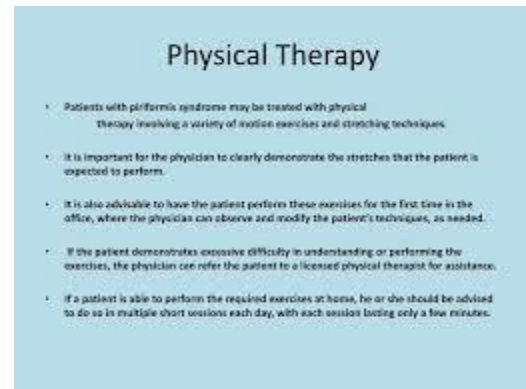 Physical Therapy
• Patients with piriformis syndrome may be treated with physical
therapy involving a variety of motion exercises and stretching techniques
• It is important for the physician to clearly demonstrate the stretches that the patient is
expected to perform.
• It is also advisable to have the patient perform these exercises for the first time in the
office, where the physician can observe and modify the patient's techniques, as needed.
• If the patient demonstrates excessive difficulty in understanding or performing the
exercises, the physician can refer the patient to a licensed physical therapist for assistance.
• If a patient is able to perform the required exercises at home, he or she should be advised
to do so in multiple short sessions each day, with each session lasting only a few minutes.